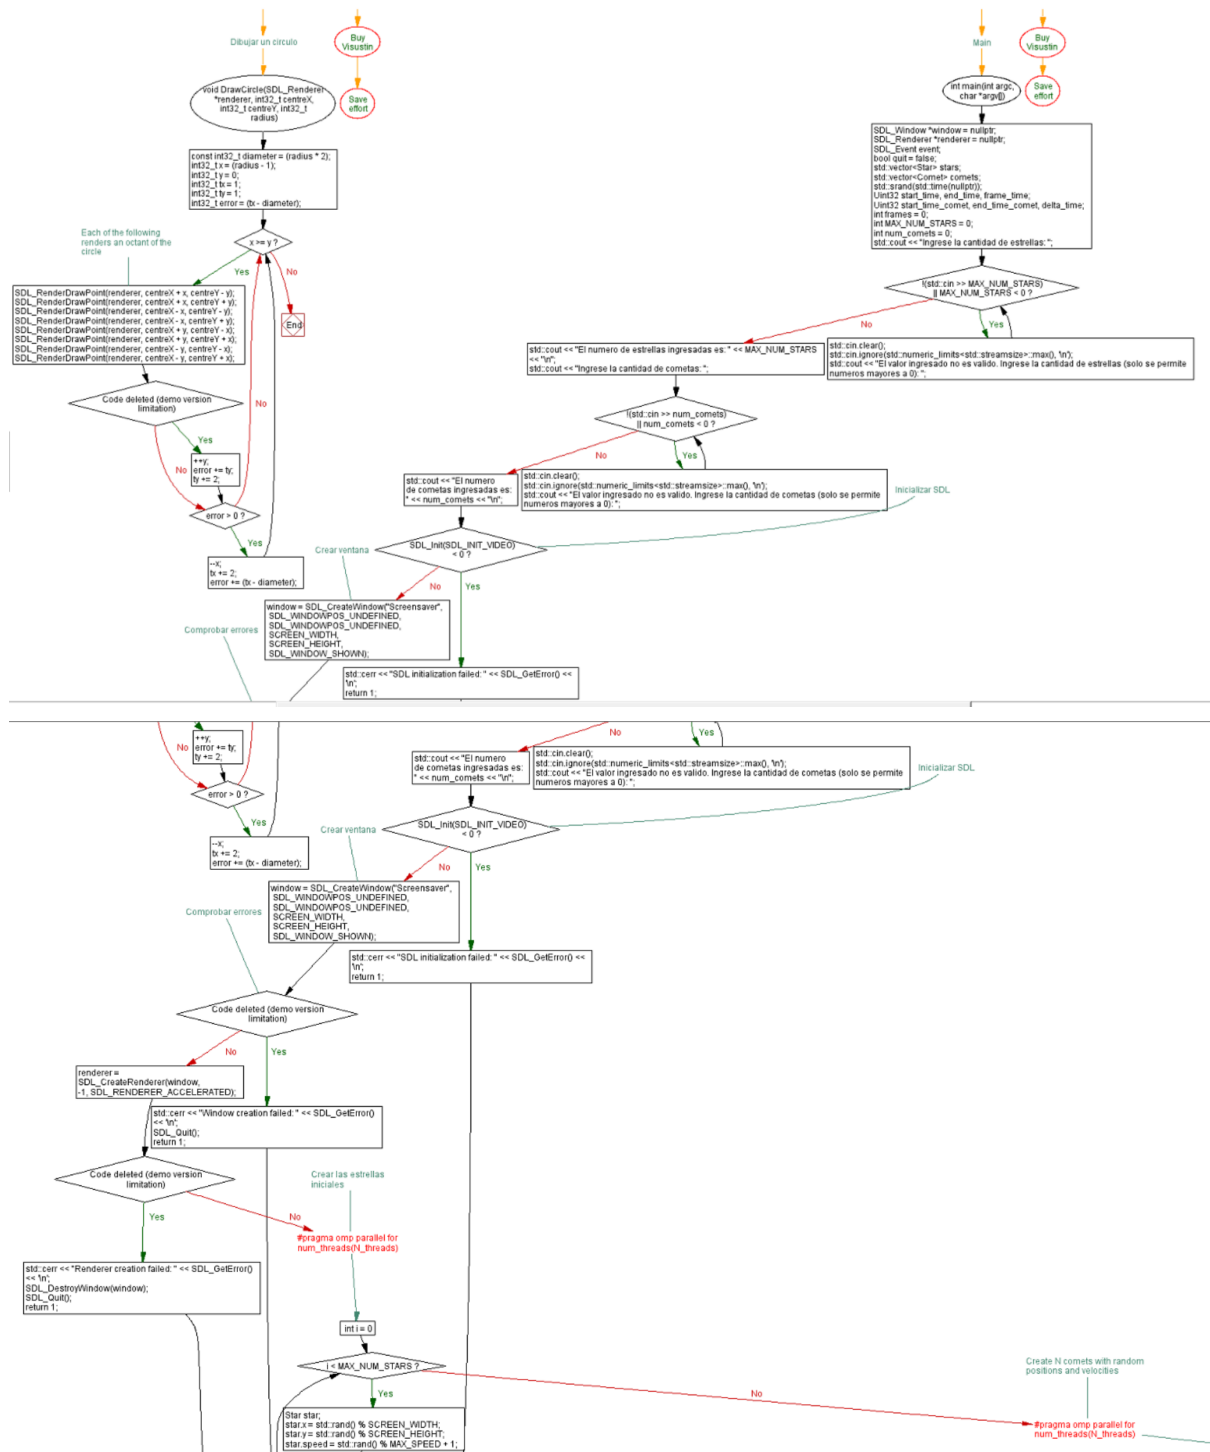 Dibujar un circulo
Buy
Visustin
Save
effort
void DrawCircle(SDL_Renderer
*renderer, int32_t centreX,
int32_t centreY, int32_t
radius)
const int32_t diameter = (radius * 2);
int32_t x = (radius - 1);
int32_t y = 0;
int32_t tx = 1;
int32_t ty = 1;
int32_t error = (tx - diameter);
x >= y ?
Each of the following
renders an octant of the
circle
Yes
No
End
SDL_RenderDrawPoint(renderer, centreX + x, centreY - y);
SDL_RenderDrawPoint(renderer, centreX + x, centreY + y);
SDL_RenderDrawPoint(renderer, centreX - x, centreY - y);
SDL_RenderDrawPoint(renderer, centreX - x, centreY + y);
SDL_RenderDrawPoint(renderer, centreX + y, centreY - x);
SDL_RenderDrawPoint(renderer, centreX + y, centreY + x);
SDL_RenderDrawPoint(renderer, centreX - y, centreY - x);
SDL_RenderDrawPoint(renderer, centreX - y, centreY + x);
Code deleted (demo version
limitation)
No
Yes
No
++y;
error += ty;
ty += 2;
error > 0 ?
Yes
--x;
tx += 2;
error += (tx - diameter);
Main
Buy
Visustin
Save
effort
int main(int argc,
char *argv[])
SDL_Window *window = nullptr;
SDL_Renderer *renderer = nullptr;
SDL_Event event;
bool quit = false;
std::vector<Star> stars;
std::vector<Comet> comets;
std::srand(std::time(nullptr));
Uint32 start_time, end_time, frame_time;
Uint32 start_time_comet, end_time_comet, delta_time;
int frames = 0;
int MAX_NUM_STARS = 0;
int num_comets = 0;
std::cout << "Ingrese la cantidad de estrellas: ";
!(std::cin >> MAX_NUM_STARS)
|| MAX_NUM_STARS < 0 ?
No
Yes
std::cin.clear();
std::cin.ignore(std::numeric_limits<std::streamsize>::max(), '\n');
std::cout << "El valor ingresado no es valido. Ingrese la cantidad de estrellas (solo se permite
numeros mayores a 0): ";
std::cout << "El numero de estrellas ingresadas es: " << MAX_NUM_STARS
<< "\n";
std::cout << "Ingrese la cantidad de cometas: ";
!(std::cin >> num_comets)
|| num_comets < 0 ?
No
Yes
std::cin.clear();
std::cin.ignore(std::numeric_limits<std::streamsize>::max(), '\n');
std::cout << "El valor ingresado no es valido. Ingrese la cantidad de cometas (solo se permite
numeros mayores a 0): ";
std::cout << "El numero
de cometas ingresadas es:
" << num_comets << "\n";
Inicializar SDL
SDL_Init(SDL_INIT_VIDEO)
< 0 ?
Crear ventana
No
Yes
window = SDL_CreateWindow("Screensaver",
SDL_WINDOWPOS_UNDEFINED,
SDL_WINDOWPOS_UNDEFINED,
SCREEN_WIDTH,
SCREEN_HEIGHT,
SDL_WINDOW_SHOWN);
Comprobar errores
std::cerr << "SDL initialization failed: " << SDL_GetError() <<
'\n';
return 1;
No
++y;
error += ty;
ty += 2;
error > 0 ?
Yes
--x;
tx += 2;
error += (tx - diameter);
No
Yes
std::cout << "El numero
de cometas ingresadas es:
" << num_comets << "\n";
std::cin.clear();
std::cin.ignore(std::numeric_limits<std::streamsize>::max(), '\n');
std::cout << "El valor ingresado no es valido. Ingrese la cantidad de cometas (solo se permite
numeros mayores a 0): ";
Inicializar SDL
SDL_Init(SDL_INIT_VIDEO)
< 0 ?
Crear ventana
No
Yes
window = SDL_CreateWindow("Screensaver",
SDL_WINDOWPOS_UNDEFINED,
SDL_WINDOWPOS_UNDEFINED,
SCREEN_WIDTH,
SCREEN_HEIGHT,
SDL_WINDOW_SHOWN);
Comprobar errores
std::cerr << "SDL initialization failed: " << SDL_GetError() <<
'\n';
return 1;
Code deleted (demo version
limitation)
No
Yes
renderer =
SDL_CreateRenderer(window,
-1, SDL_RENDERER_ACCELERATED);
std::cerr << "Window creation failed: " << SDL_GetError()
<< '\n';
SDL_Quit();
return 1;
Code deleted (demo version
limitation)
Yes
No
Crear las estrellas
iniciales
#pragma omp parallel for
num_threads(N_threads)
std::cerr << "Renderer creation failed: " << SDL_GetError()
<< '\n';
SDL_DestroyWindow(window);
SDL_Quit();
return 1;
int i = 0
i < MAX_NUM_STARS ?
Yes
No
Star star;
star.x = std::rand() % SCREEN_WIDTH;
star.y = std::rand() % SCREEN_HEIGHT;
star.speed = std::rand() % MAX_SPEED + 1;
Create N comets with random
positions and velocities
#pragma omp parallel for
num_threads(N_threads)